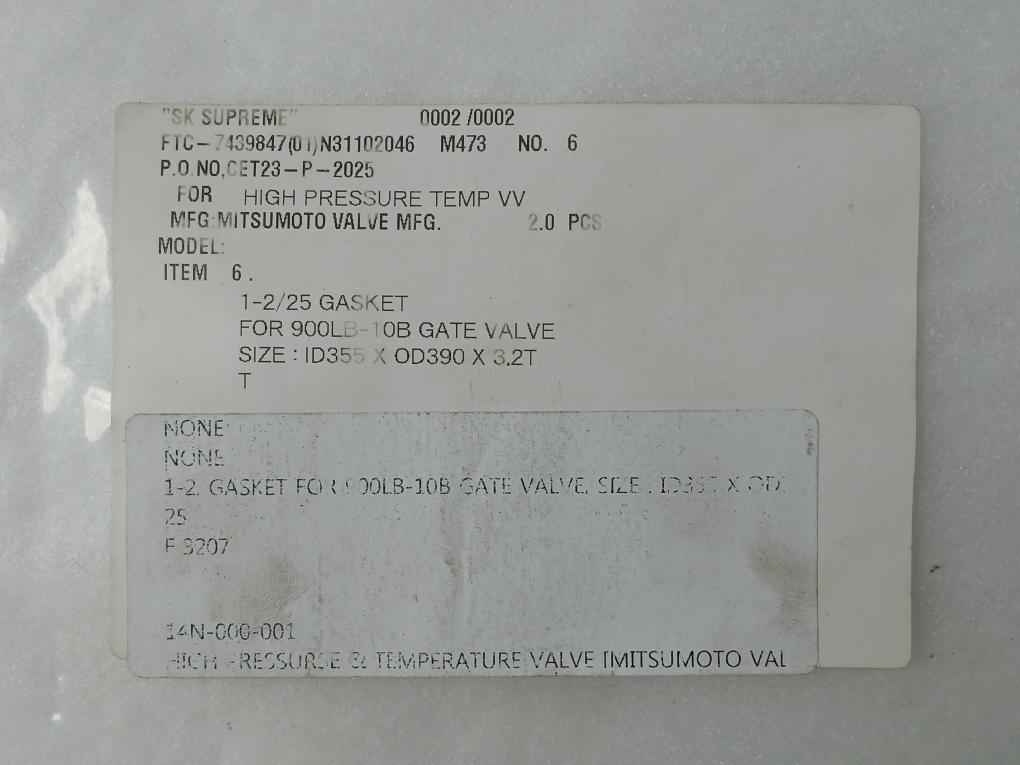 "SK SUPREME" 0002 /0002
FTC-7439847(01)N31102046 M473 NO. 6
P.O.NO,CET23-P-2025
FOR HIGH PRESSURE TEMP VV
MFG:MITSUMOTO VALVE MFG. 2.0 PCS
MODEL:
ITEM 6.
1-2/25 GASKET
FOR 900LB-10B GATE VALVE
SIZE : ID355 X OD390 X 3.2T
T
NONE
NONE
1-2, GASKET FOR 900LB-10B GATE VALVE, SIZE : ID355 X OD
25
F 3207
14N-000-001
HIGH PRESSURSE & TEMPERATURE VALVE [MITSUMOTO VAL